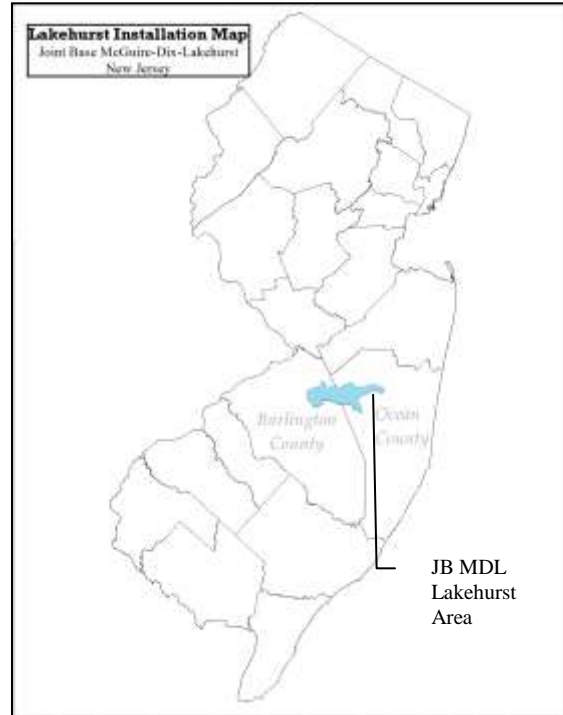 Lakehurst Installation Map
Joint Base McGuire-Dix-Lakehurst
New Jersey
Burlington
County
Ocean
County
JB MDL
Lakehurst
Area